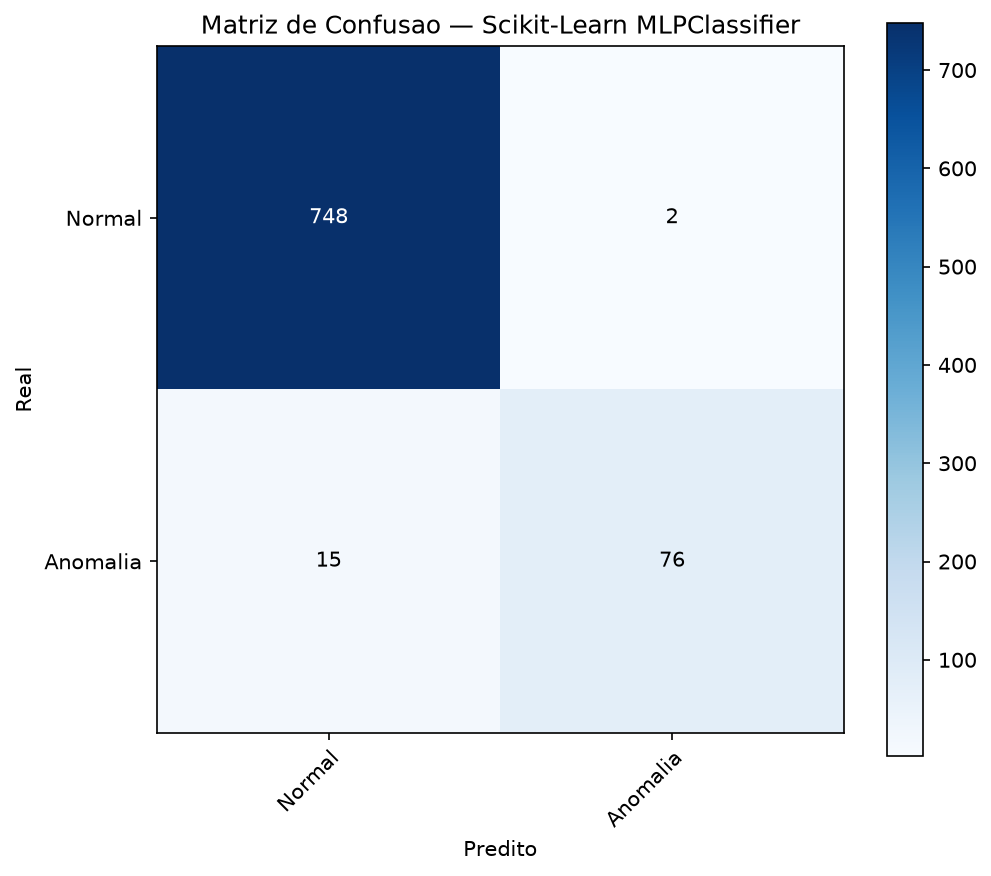 Matriz de Confusao — Scikit-Learn MLPClassifier
Real
Normal
748
2
Anomalia
15
76
Normal
Anomalia
Predito
700
600
500
400
300
200
100